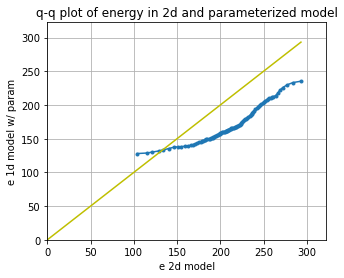 q-q plot of energy in 2d and parameterized model
e 1d model w/ param
300
250
200
150
100
50
0
0 50 100 150 200 250 300
e 2d model